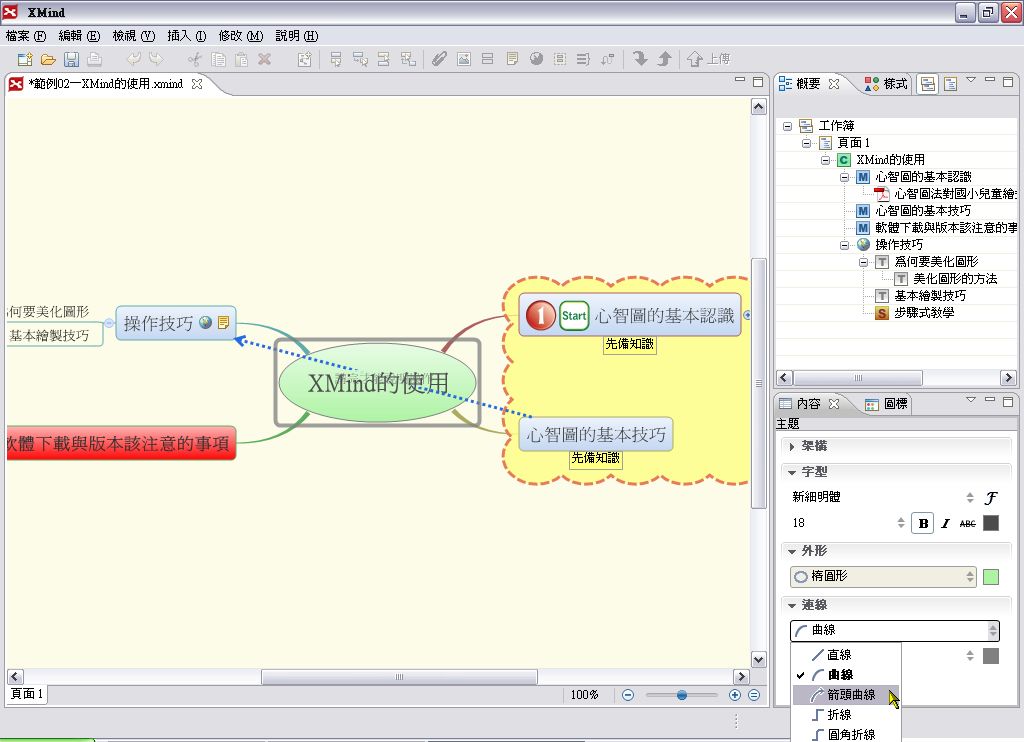 XMind
檔案 (F) 編輯 (E) 檢視 (V) 插入 (I) 修改 (M) 說明 (H)
上傳
*範例02—XMind的使用.xmind
概要
樣式
工作簿
頁面 1
XMind的使用
心智圖的基本認識
心智圖法對國小兒童繪
心智圖的基本技巧
軟體下載與版本該注意的事
操作技巧
爲何要美化圖形
美化圖形的方法
基本繪製技巧
步驟式教學
何要美化圖形
基本繪製技巧
操作技巧
1
Start
心智圖的基本認識
先備知識
XMind的使用
心智圖的基本技巧
先備知識
軟體下載與版本該注意的事項
內容
圖標
主題
架構
字型
新細明體
18
B I ABC
外形
橢圓形
連線
曲線
直線
曲線
箭頭曲線
折線
圓角折線
頁面 1
100%